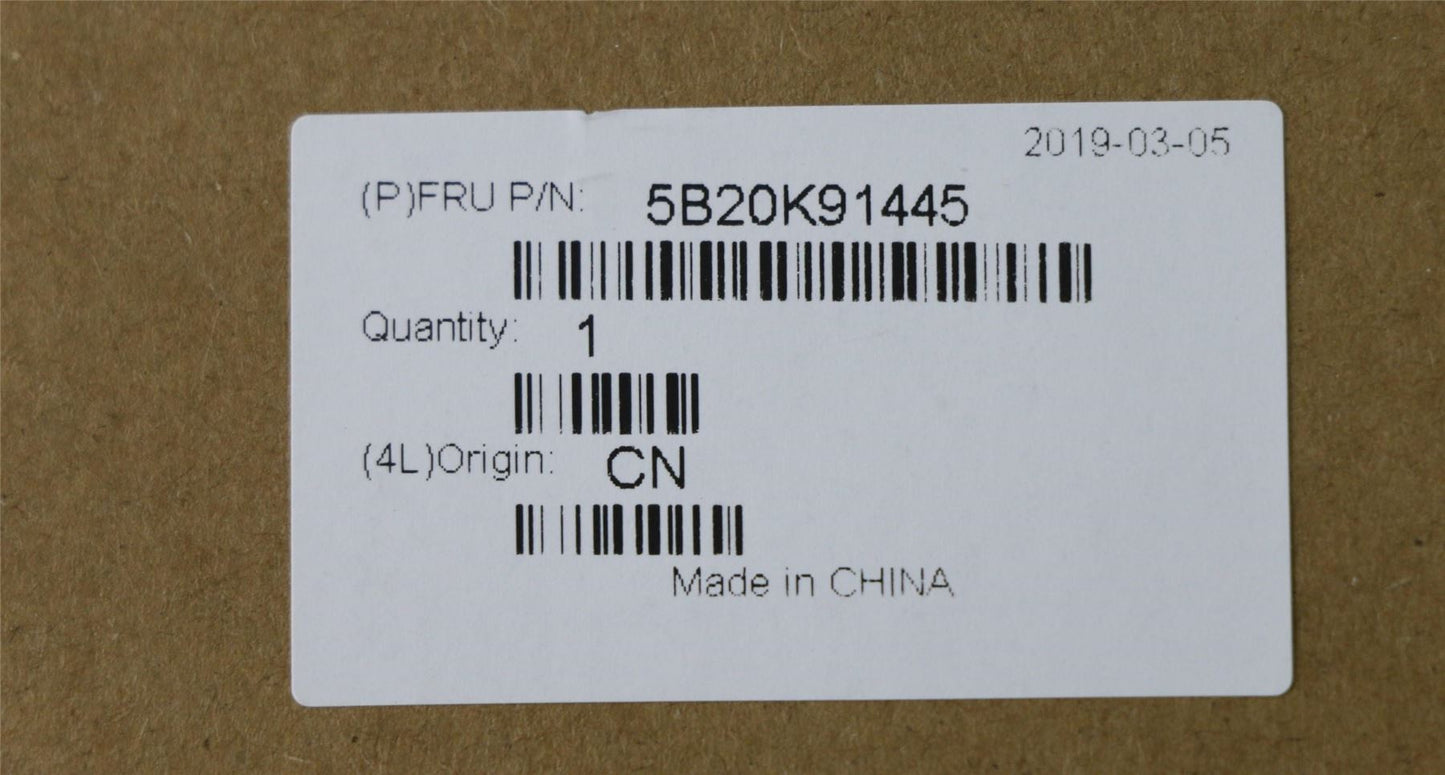 2019-03-05
(P)FRU P/N: 5B20K91445
Quantity: 1
(4L)Origin: CN
Made in CHINA